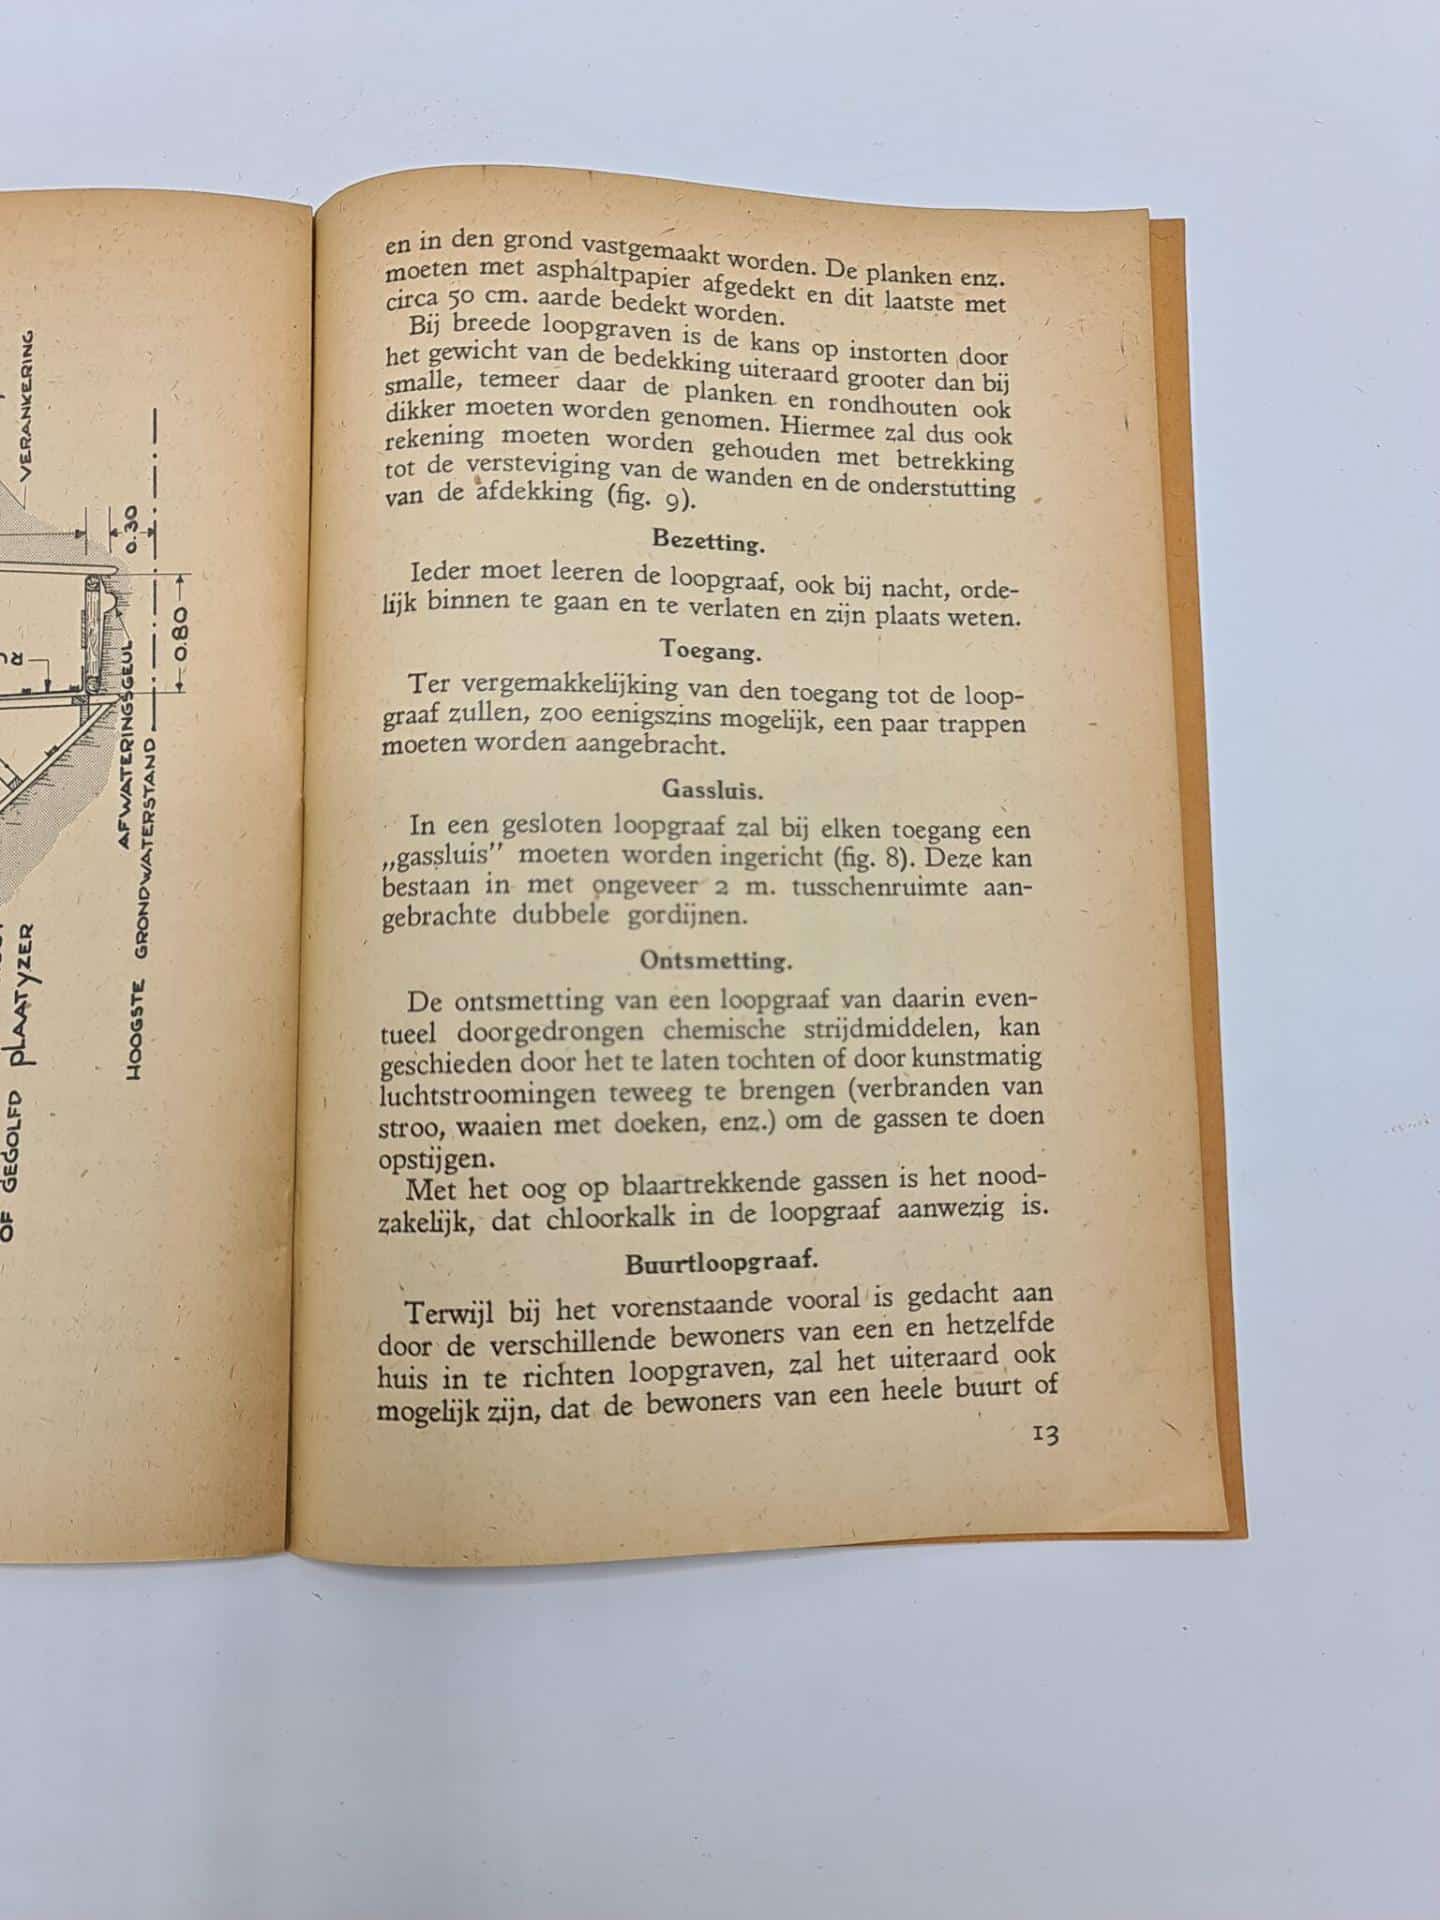 VERANKERING
0.30
0.80
AFWATERINGSGEUL
HOOGSTE GRONDWATERSTAND
OF GEGOLFD PLAATYZER
en in den grond vastgemaakt worden. De planken enz.
moeten met asphaltpapier afgedekt en dit laatste met
circa 50 cm. aarde bedekt worden.
Bij breede loopgraven is de kans op instorten door
het gewicht van de bedekking uiteraard grooter dan bij
smalle, temeer daar de planken en rondhouten ook
dikker moeten worden genomen. Hiermee zal dus ook
rekening moeten worden gehouden met betrekking
tot de versteviging van de wanden en de onderstutting
van de afdekking (fig. 9).
Bezetting.
Ieder moet leeren de loopgraaf, ook bij nacht, orde-
lijk binnen te gaan en te verlaten en zijn plaats weten.
Toegang.
Ter vergemakkelijking van den toegang tot de loop-
graaf zullen, zoo eenigszins mogelijk, een paar trappen
moeten worden aangebracht.
Gassluis.
In een gesloten loopgraaf zal bij elken toegang een
„gassluis” moeten worden ingericht (fig. 8). Deze kan
bestaan in met ongeveer 2 m. tusschenruimte aan-
gebrachte dubbele gordijnen.
Ontsmetting.
De ontsmetting van een loopgraaf van daarin even-
tueel doorgedrongen chemische strijdmiddelen, kan
geschieden door het te laten tochten of door kunstmatig
luchtstroomingen teweeg te brengen (verbranden van
stroo, waaien met doeken, enz.) om de gassen te doen
opstijgen.
Met het oog op blaartrekkende gassen is het nood-
zakelijk, dat chloorkalk in de loopgraaf aanwezig is.
Buurtloopgraaf.
Terwijl bij het vorenstaande vooral is gedacht aan
door de verschillende bewoners van een en hetzelfde
huis in te richten loopgraven, zal het uiteraard ook
mogelijk zijn, dat de bewoners van een heele buurt of
13